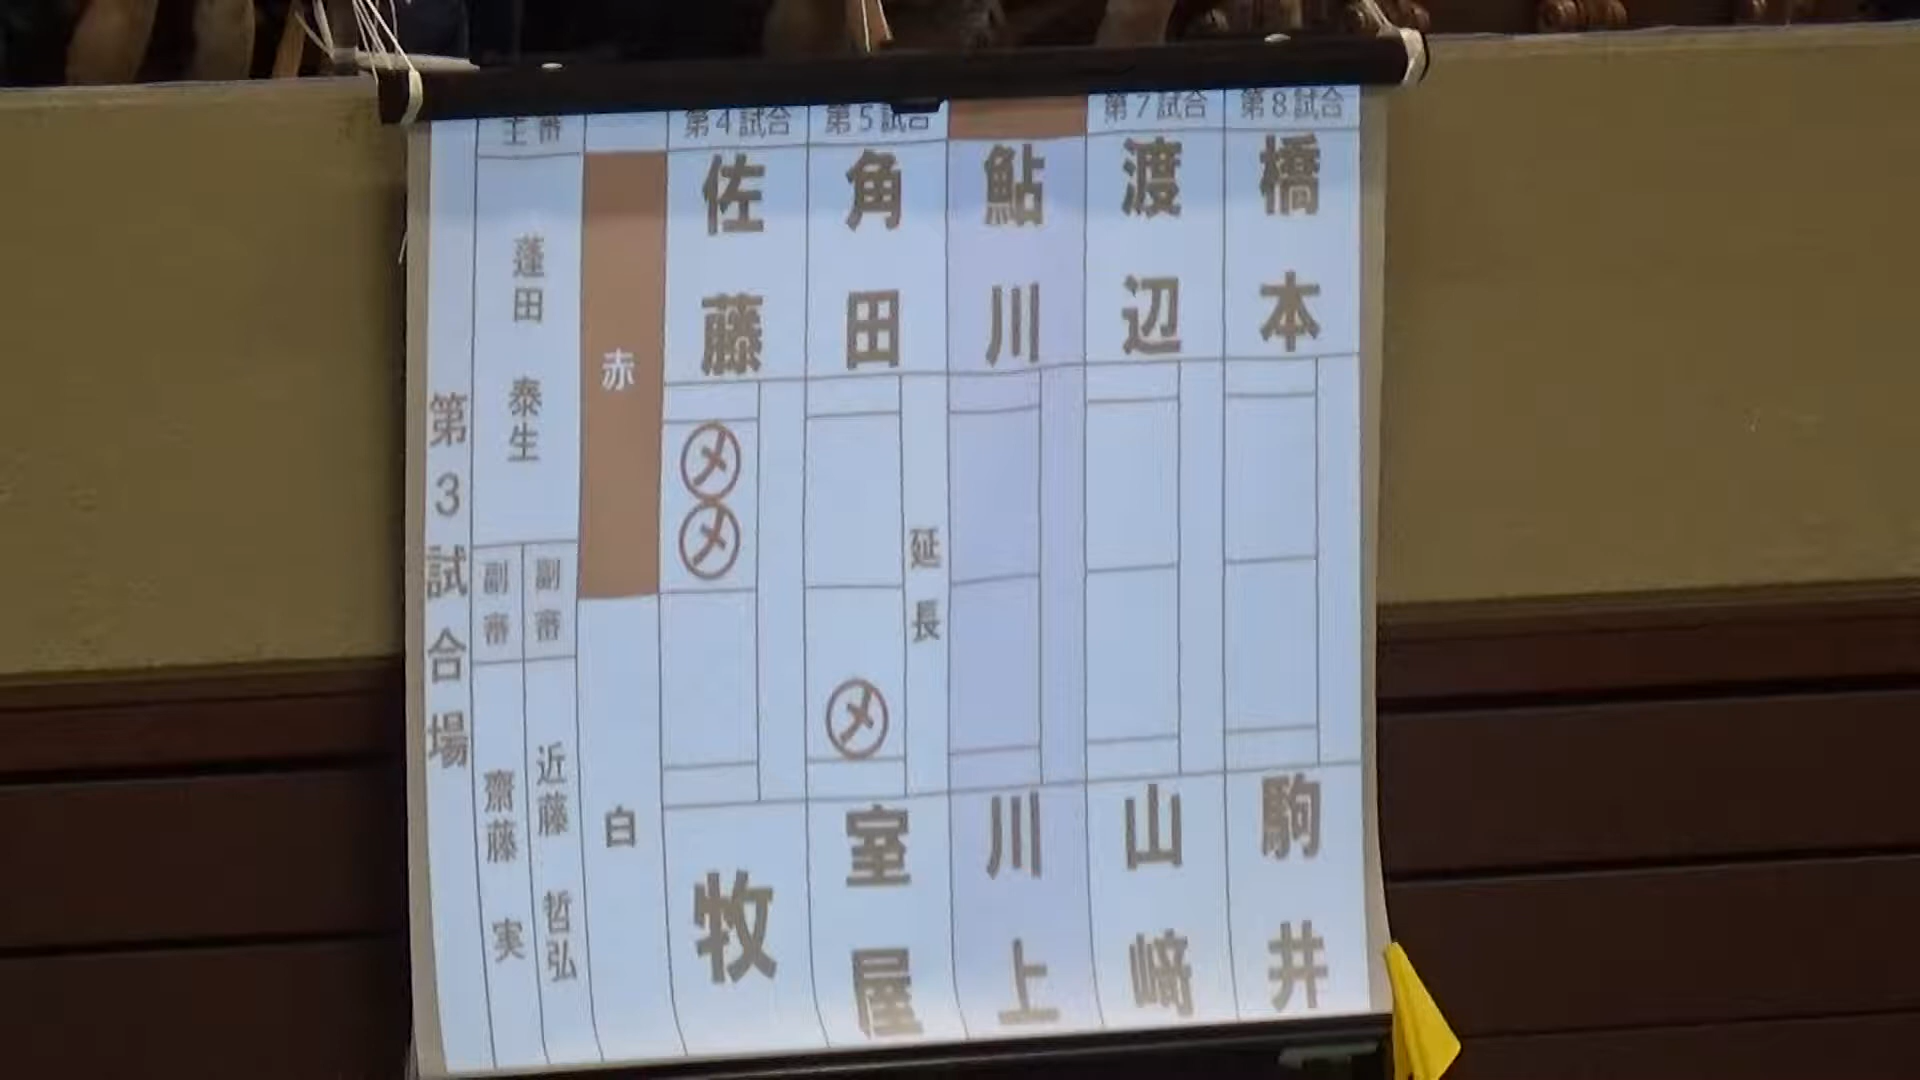 第3試合場
主審
蓬田 泰生
副審
副審
齋藤 実
近藤 哲弘
赤
白
第4試合
佐藤
メ
メ
牧
第5試合
角田
延長
メ
室屋
鮎川
川上
第7試合
渡辺
山﨑
第8試合
橋本
駒井